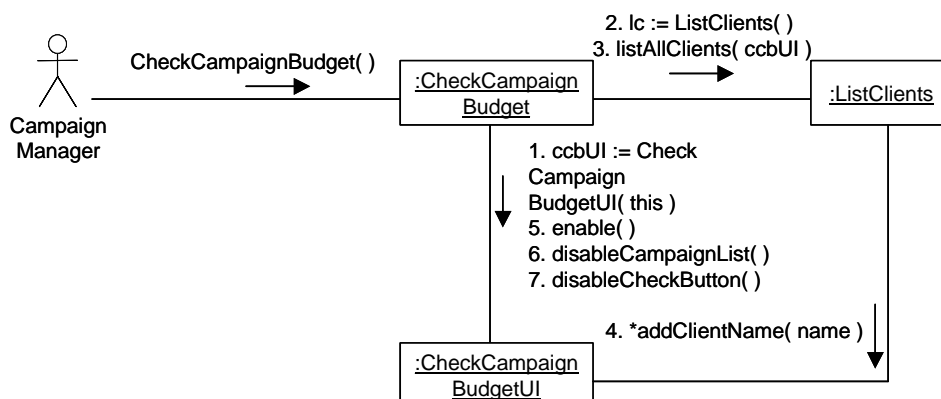 2. lc := ListClients( )
3. listAllClients( ccbUI )
CheckCampaignBudget( )
:CheckCampaign
Budget
:ListClients
Campaign
Manager
1. ccbUI := Check
Campaign
BudgetUI( this )
5. enable( )
6. disableCampaignList( )
7. disableCheckButton( )
4. *addClientName( name )
:CheckCampaign
BudgetUI